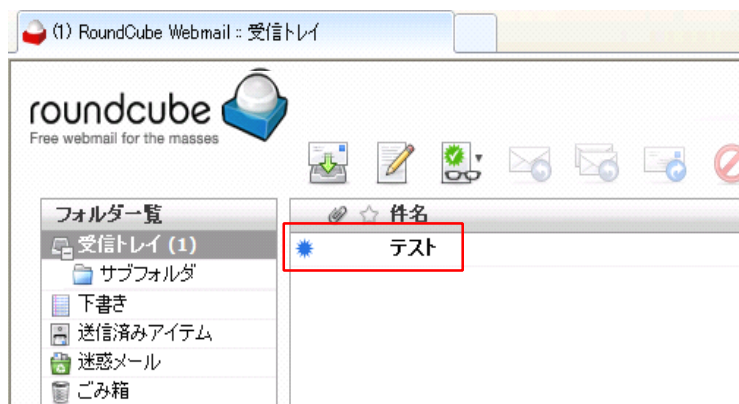 (1) RoundCube Webmail :: 受信トレイ
roundcube
Free webmail for the masses
フォルダ一覧
件名
受信トレイ (1)
テスト
サブフォルダ
下書き
送信済みアイテム
迷惑メール
ごみ箱